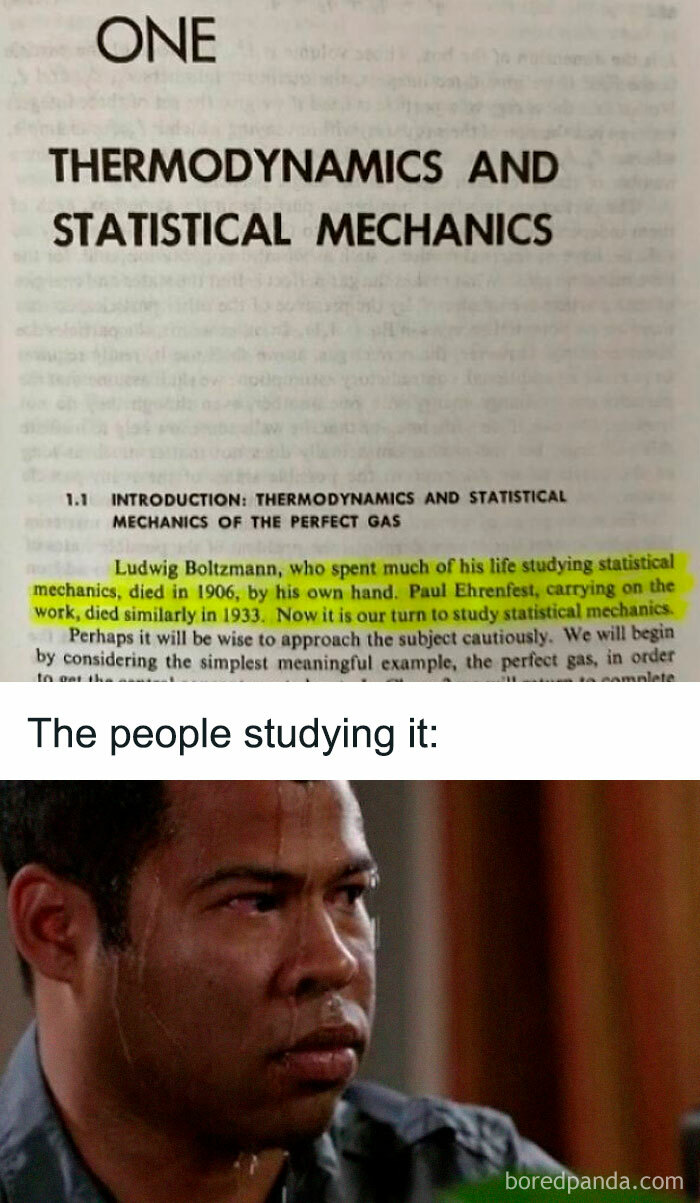 ONE
THERMODYNAMICS AND
STATISTICAL MECHANICS
1.1 INTRODUCTION: THERMODYNAMICS AND STATISTICAL
MECHANICS OF THE PERFECT GAS
Ludwig Boltzmann, who spent much of his life studying statistical
mechanics, died in 1906, by his own hand. Paul Ehrenfest, carrying on the
work, died similarly in 1933. Now it is our turn to study statistical mechanics.
Perhaps it will be wise to approach the subject cautiously. We will begin
by considering the simplest meaningful example, the perfect gas, in order
to get the
The people studying it:
boredpanda.com